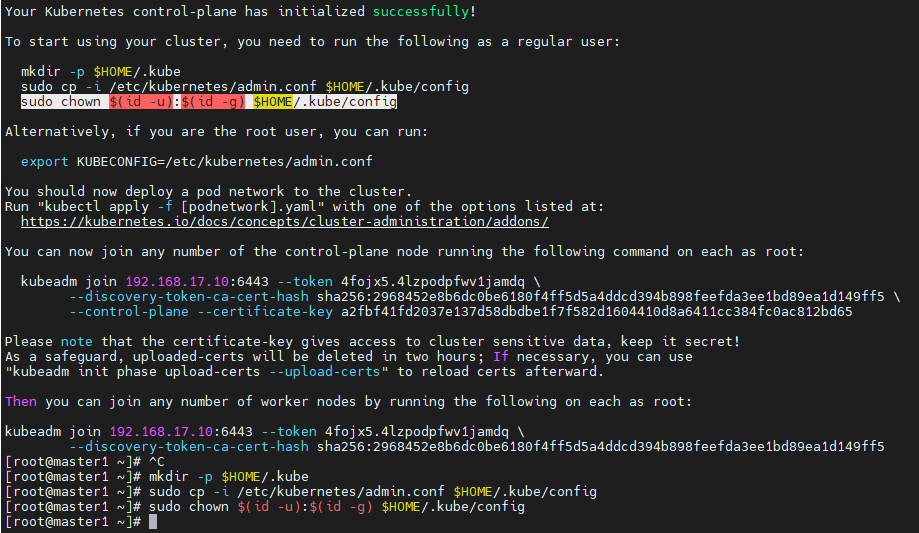 Your Kubernetes control-plane has initialized successfully!
To start using your cluster, you need to run the following as a regular user:
mkdir -p $HOME/.kube
sudo cp -i /etc/kubernetes/admin.conf $HOME/.kube/config
sudo chown $(id -u):$(id -g) $HOME/.kube/config
Alternatively, if you are the root user, you can run:
export KUBECONFIG=/etc/kubernetes/admin.conf
You should now deploy a pod network to the cluster.
Run "kubectl apply -f [podnetwork].yaml" with one of the options listed at:
https://kubernetes.io/docs/concepts/cluster-administration/addons/
You can now join any number of the control-plane node running the following command on each as root:
kubeadm join 192.168.17.10:6443 --token 4fojx5.4lzpodpfwv1jamdq \
--discovery-token-ca-cert-hash sha256:2968452e8b6dc0be6180f4ff5d5a4ddcd394b898feefda3ee1bd89ea1d149ff5 \
--control-plane --certificate-key a2fbf41fd2037e137d58dbdbe1f7f582d1604410d8a6411cc384fc0ac812bd65
Please note that the certificate-key gives access to cluster sensitive data, keep it secret!
As a safeguard, uploaded-certs will be deleted in two hours; If necessary, you can use
"kubeadm init phase upload-certs --upload-certs" to reload certs afterward.
Then you can join any number of worker nodes by running the following on each as root:
kubeadm join 192.168.17.10:6443 --token 4fojx5.4lzpodpfwv1jamdq \
--discovery-token-ca-cert-hash sha256:2968452e8b6dc0be6180f4ff5d5a4ddcd394b898feefda3ee1bd89ea1d149ff5
[root@master1 ~]# ^C
[root@master1 ~]# mkdir -p $HOME/.kube
[root@master1 ~]# sudo cp -i /etc/kubernetes/admin.conf $HOME/.kube/config
[root@master1 ~]# sudo chown $(id -u):$(id -g) $HOME/.kube/config
[root@master1 ~]#